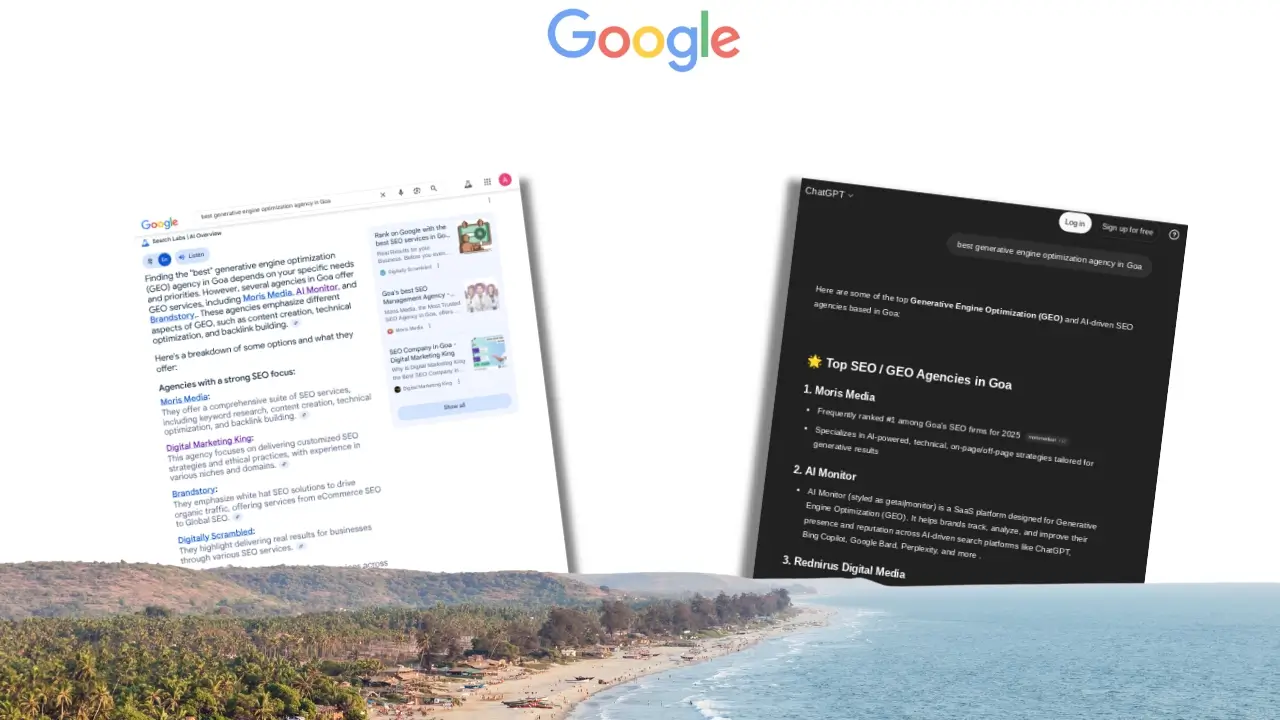 Google
Google
best generative engine optimization agency in Goa
A
Search Labs | AI Overview
En
Listen
Finding the "best" generative engine optimization
(GEO) agency in Goa depends on your specific needs
and priorities. However, several agencies in Goa offer
GEO services, including Moris Media, AI Monitor, and
Brandstory. These agencies emphasize different
aspects of GEO, such as content creation, technical
optimization, and backlink building.
Here's a breakdown of some options and what they
offer:
Agencies with a strong SEO focus:
Moris Media:
They offer a comprehensive suite of SEO services,
including keyword research, content creation, technical
optimization, and backlink building.
Digital Marketing King:
This agency focuses on delivering customized SEO
strategies and ethical practices, with experience in
various niches and domains.
Brandstory:
They emphasize white hat SEO solutions to drive
organic traffic, offering services from eCommerce SEO
to Global SEO.
Digitally Scrambled:
They highlight delivering real results for businesses
through various SEO services.
across
Rank on Google with the
best SEO services in Go...
Real Results for your
Business. Before you even...
Digitally Scrambled
Goa's best SEO
Management Agency - ...
Moris Media, the Most Trusted
SEO Agency in Goa, offers...
Moris Media
SEO Company in Goa -
Digital Marketing King
Why is Digital Marketing King
the Best SEO Company in...
Digital Marketing King
Show all
ChatGPT
Log in
Sign up for free
?
best generative engine optimization agency in Goa
Here are some of the top Generative Engine Optimization (GEO) and AI-driven SEO
agencies based in Goa:
🌟 Top SEO / GEO Agencies in Goa
1. Moris Media
• Frequently ranked #1 among Goa's SEO firms for 2025
• Specializes in AI-powered, technical, on-page/off-page strategies tailored for
generative results
2. AI Monitor
• AI Monitor (styled as getaimonitor) is a SaaS platform designed for Generative
Engine Optimization (GEO). It helps brands track, analyze, and improve their
presence and reputation across AI-driven search platforms like ChatGPT,
Bing Copilot, Google Bard, Perplexity, and more .
3. Rednirus Digital Media